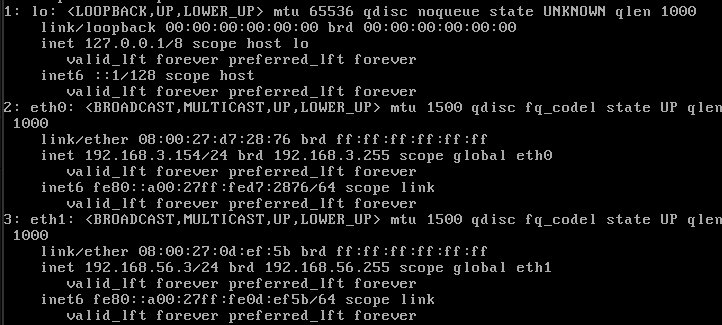 1: lo: <LOOPBACK,UP,LOWER_UP> mtu 65536 qdisc noqueue state UNKNOWN qlen 1000
link/loopback 00:00:00:00:00:00 brd 00:00:00:00:00:00
inet 127.0.0.1/8 scope host lo
valid_lft forever preferred_lft forever
inet6 ::1/128 scope host
valid_lft forever preferred_lft forever
2: eth0: <BROADCAST,MULTICAST,UP,LOWER_UP> mtu 1500 qdisc fq_codel state UP qlen
1000
link/ether 08:00:27:d7:28:76 brd ff:ff:ff:ff:ff:ff
inet 192.168.3.154/24 brd 192.168.3.255 scope global eth0
valid_lft forever preferred_lft forever
inet6 fe80::a00:27ff:fed7:2876/64 scope link
valid_lft forever preferred_lft forever
3: eth1: <BROADCAST,MULTICAST,UP,LOWER_UP> mtu 1500 qdisc fq_codel state UP qlen
1000
link/ether 08:00:27:0d:ef:5b brd ff:ff:ff:ff:ff:ff
inet 192.168.56.3/24 brd 192.168.56.255 scope global eth1
valid_lft forever preferred_lft forever
inet6 fe80::a00:27ff:fe0d:ef5b/64 scope link
valid_lft forever preferred_lft forever